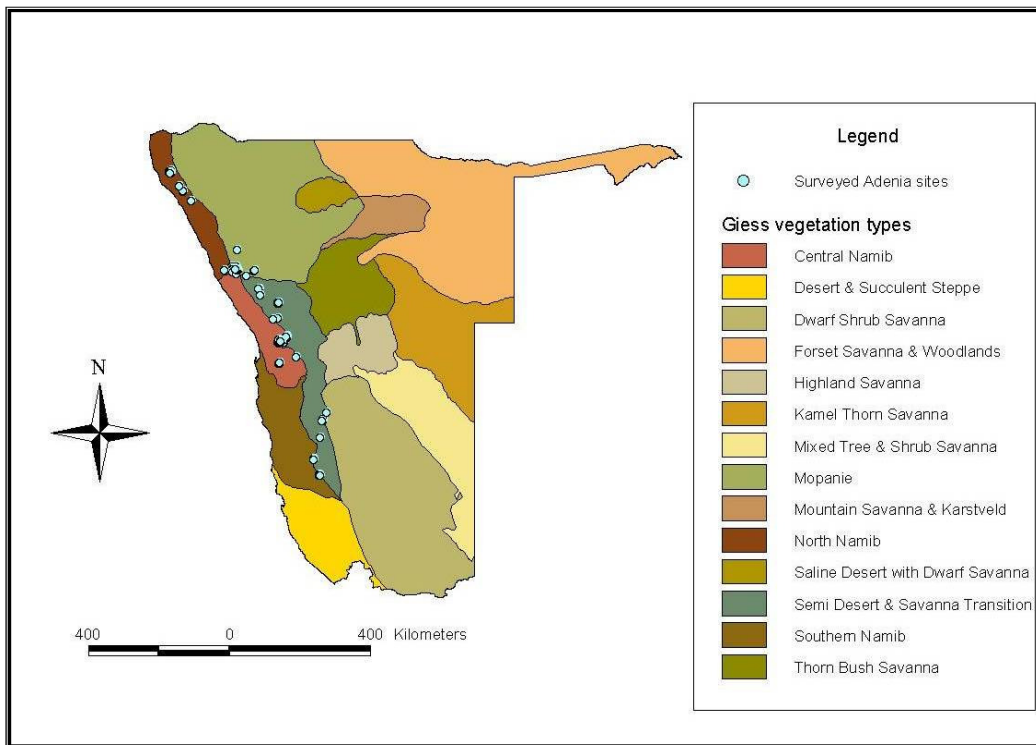 Legend
Surveyed Adenia sites
Giess vegetation types
Central Namib
Desert & Succulent Steppe
Dwarf Shrub Savanna
Forset Savanna & Woodlands
Highland Savanna
Kamel Thorn Savanna
Mixed Tree & Shrub Savanna
Mopanie
Mountain Savanna & Karstveld
North Namib
Saline Desert with Dwarf Savanna
Semi Desert & Savanna Transition
Southern Namib
Thorn Bush Savanna
N
400 0 400 Kilometers